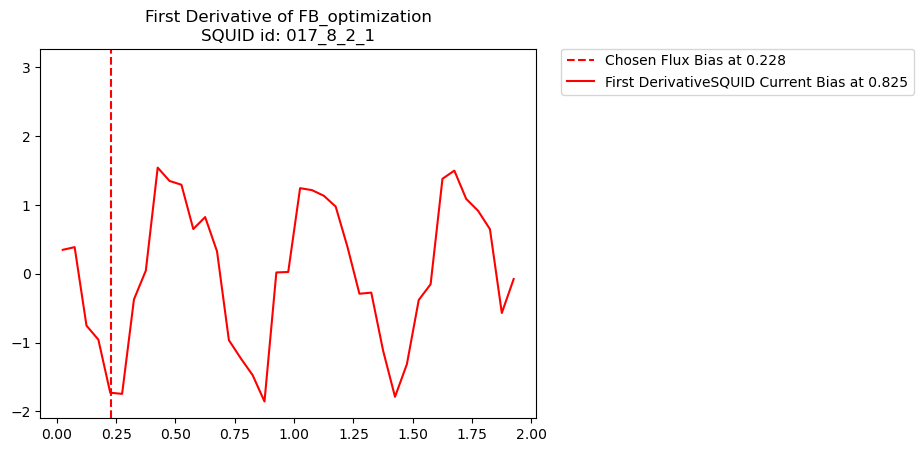 First Derivative of FB_optimization
SQUID id: 017_8_2_1
Chosen Flux Bias at 0.228
First DerivativeSQUID Current Bias at 0.825
3
2
1
0
−1
−2
0.00 0.25 0.50 0.75 1.00 1.25 1.50 1.75 2.00